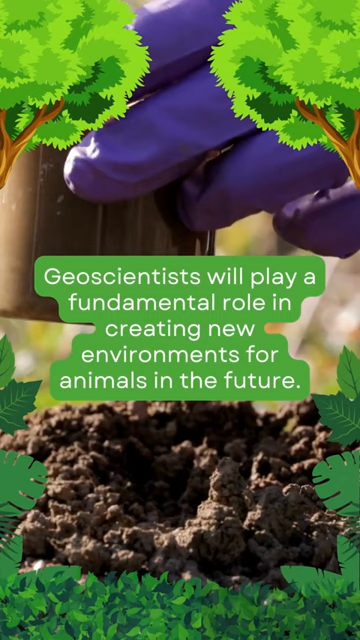 Geoscientists will play a
fundamental role in
creating new
environments for
animals in the future.